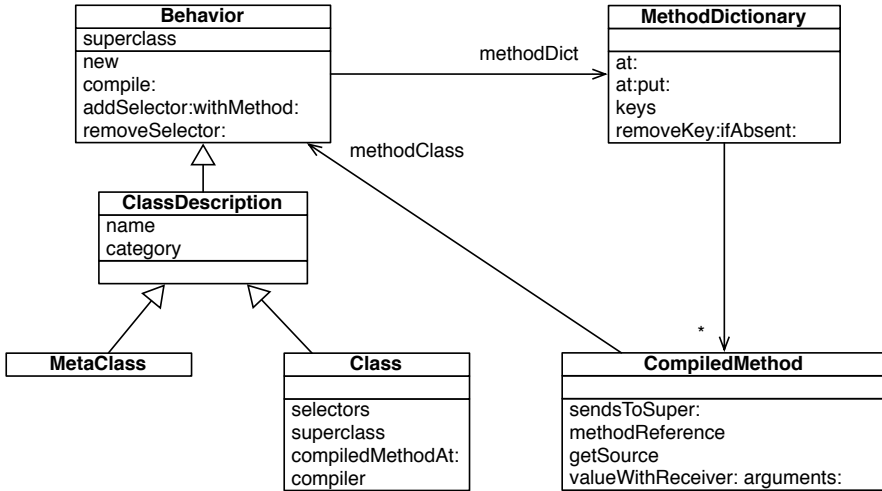 Behavior
superclass
new
compile:
addSelector:withMethod:
removeSelector:
methodDict
MethodDictionary
at:
at:put:
keys
removeKey:ifAbsent:
methodClass
ClassDescription
name
category
*
MetaClass
Class
selectors
superclass
compiledMethodAt:
compiler
CompiledMethod
sendsToSuper:
methodReference
getSource
valueWithReceiver: arguments: